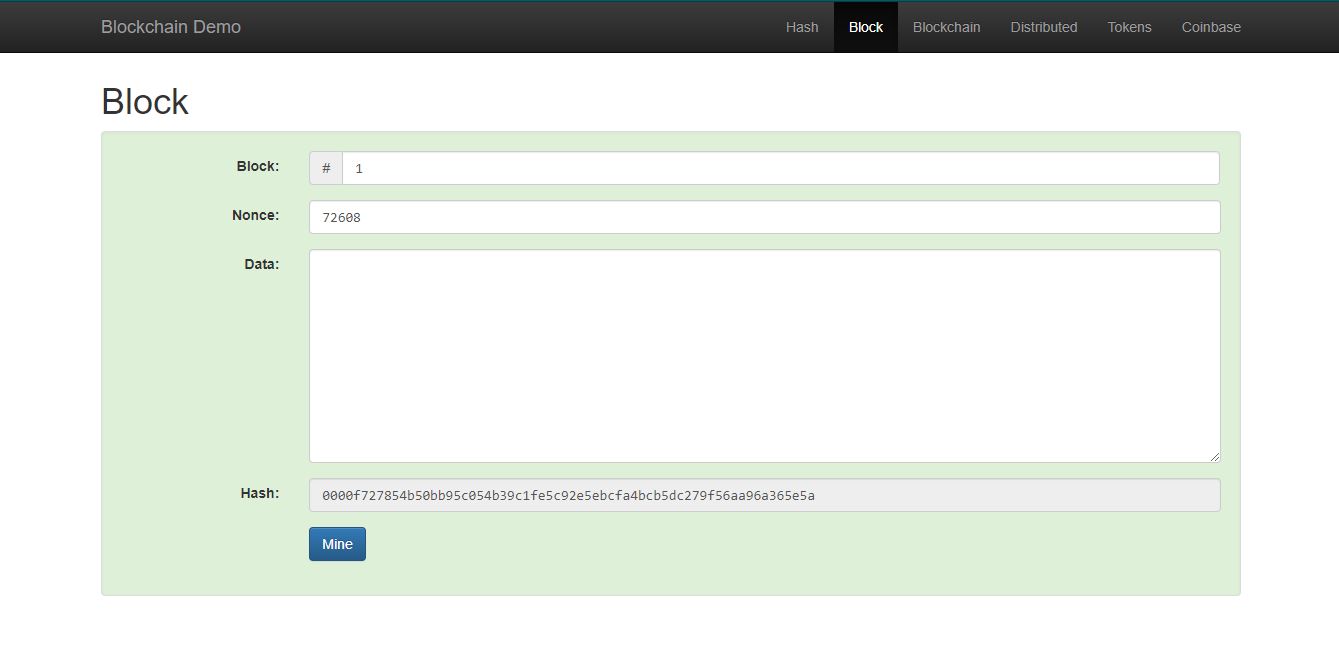 Blockchain Demo Hash Block Blockchain Distributed Tokens Coinbase
Block
Block: # 1
Nonce: 72608
Data:
Hash: 0000f727854b50bb95c054b39c1fe5c92e5ebcfa4bcb5dc279f56aa96a365e5a
Mine